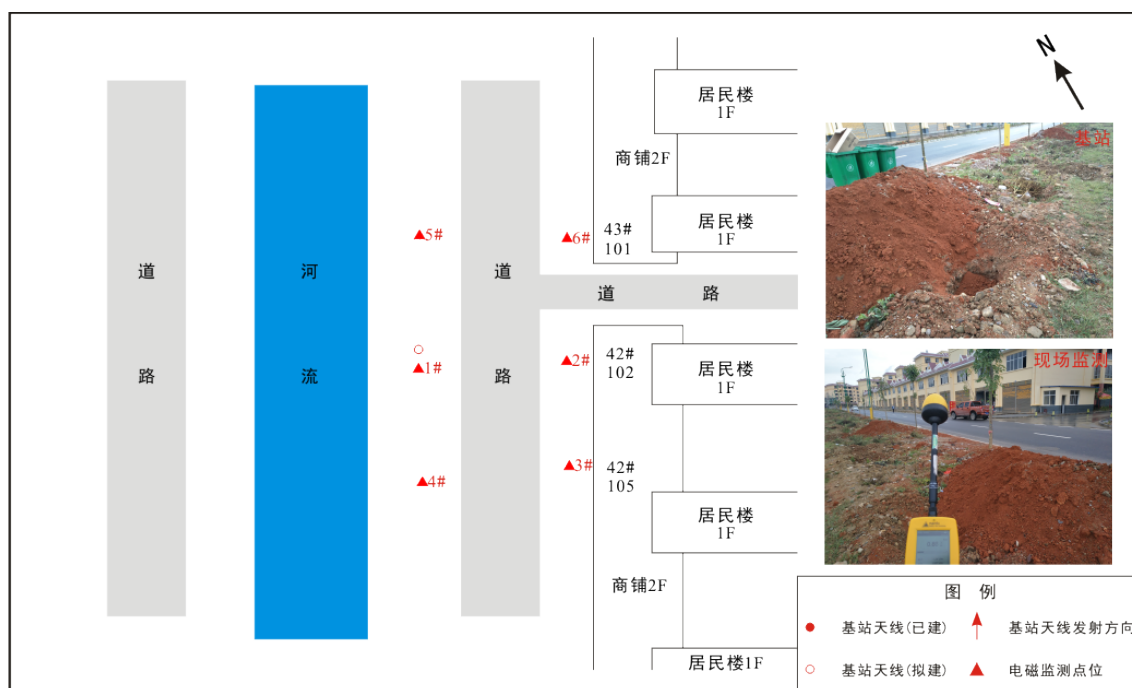 N
居民楼
1F
基站
商铺2F
居民楼
1F
5#
6#
43#
101
道
河
道
道 路
路
流
路
1#
2#
42#
102
居民楼
1F
现场监测
4#
3#
42#
105
居民楼
1F
商铺2F
居民楼1F
图 例
基站天线(已建)
基站天线发射方向
基站天线(拟建)
电磁监测点位